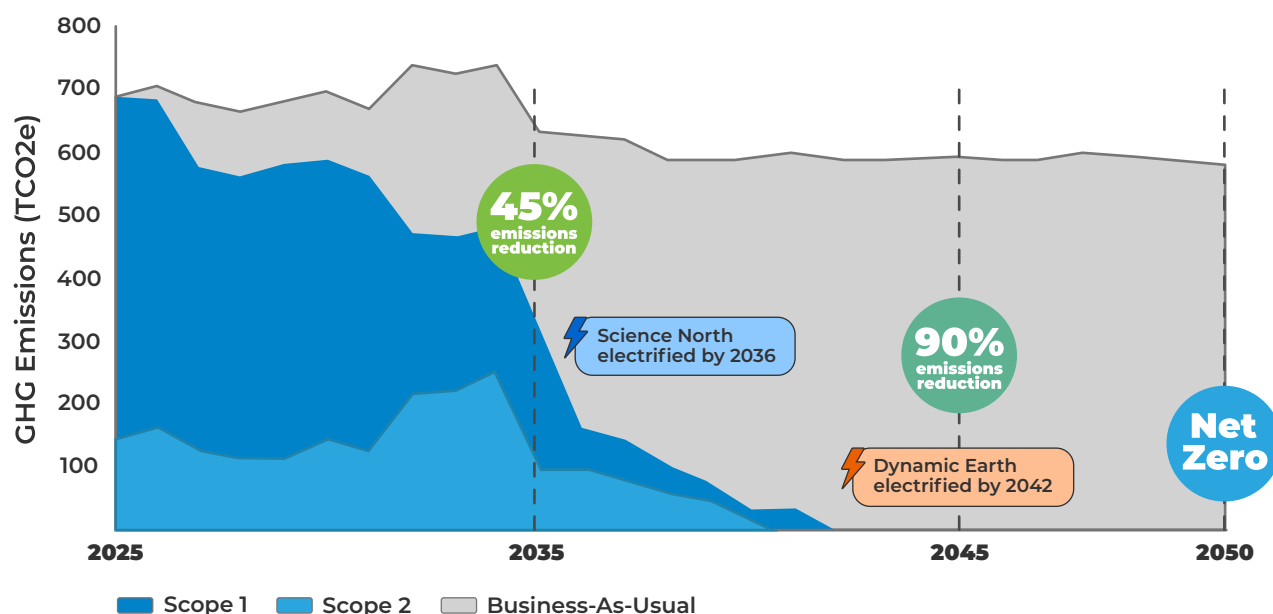 800
700
600
500
400
300
200
100
GHG Emissions (TCO2e)
45%
emissions
reduction
Science North
electrified by 2036
90%
emissions
reduction
Dynamic Earth
electrified by 2042
Net
Zero
2025
2035
2045
2050
Scope 1
Scope 2
Business-As-Usual